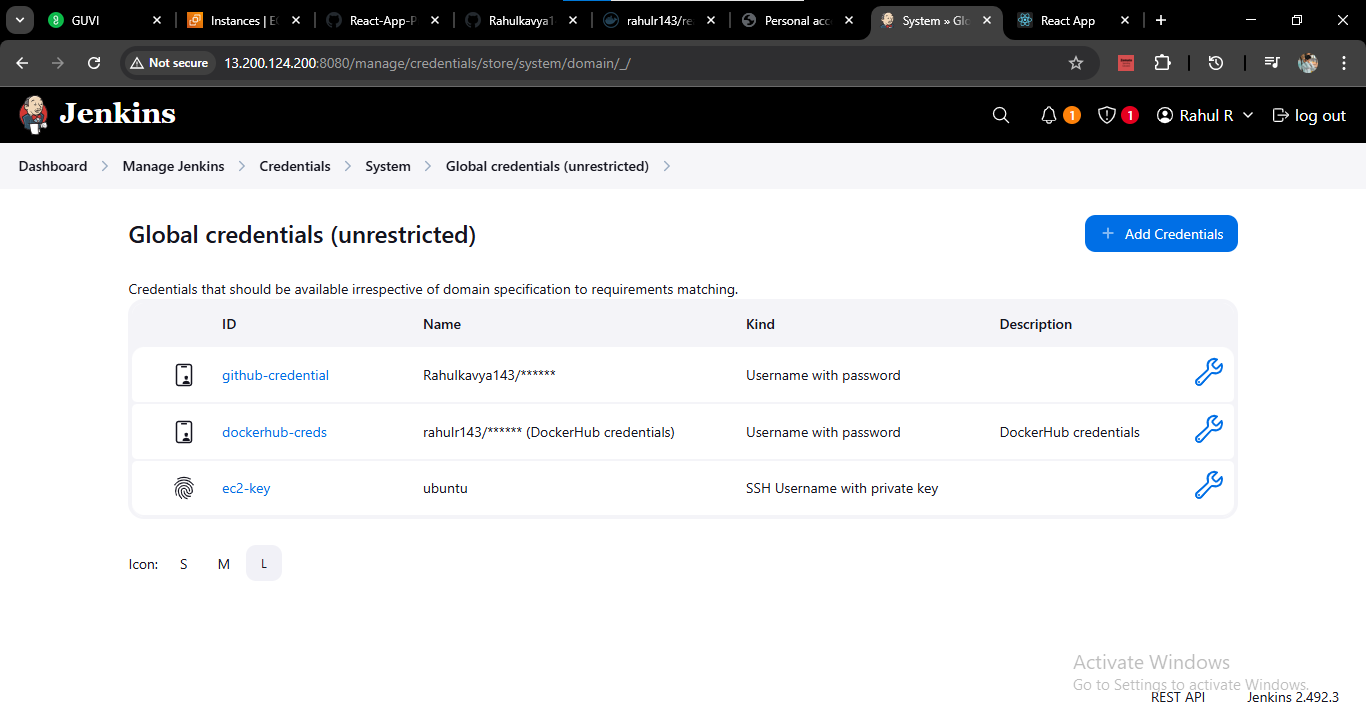 GUVI
Instances | EC
React-App-P
Rahulkavya1
rahulr143/re
Personal acc
System » Glo
React App
Not secure
13.200.124.200:8080/manage/credentials/store/system/domain/_/
Jenkins
1
1
Rahul R
log out
Dashboard
Manage Jenkins
Credentials
System
Global credentials (unrestricted)
Global credentials (unrestricted)
+ Add Credentials
Credentials that should be available irrespective of domain specification to requirements matching.
ID Name Kind Description
github-credential Rahulkavya143/****** Username with password
dockerhub-creds rahulr143/****** (DockerHub credentials) Username with password DockerHub credentials
ec2-key ubuntu SSH Username with private key
Icon: S M L
Activate Windows
Go to Settings to activate Windows.
REST API
Jenkins 2.492.3